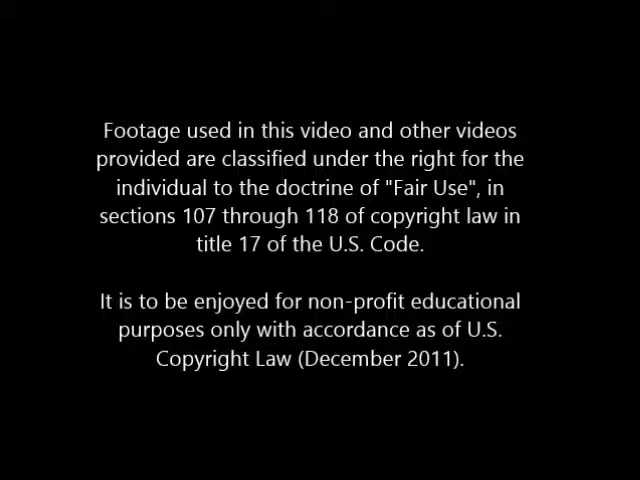 Footage used in this video and other videos
provided are classified under the right for the
individual to the doctrine of "Fair Use", in
sections 107 through 118 of copyright law in
title 17 of the U.S. Code.
It is to be enjoyed for non-profit educational
purposes only with accordance as of U.S.
Copyright Law (December 2011).